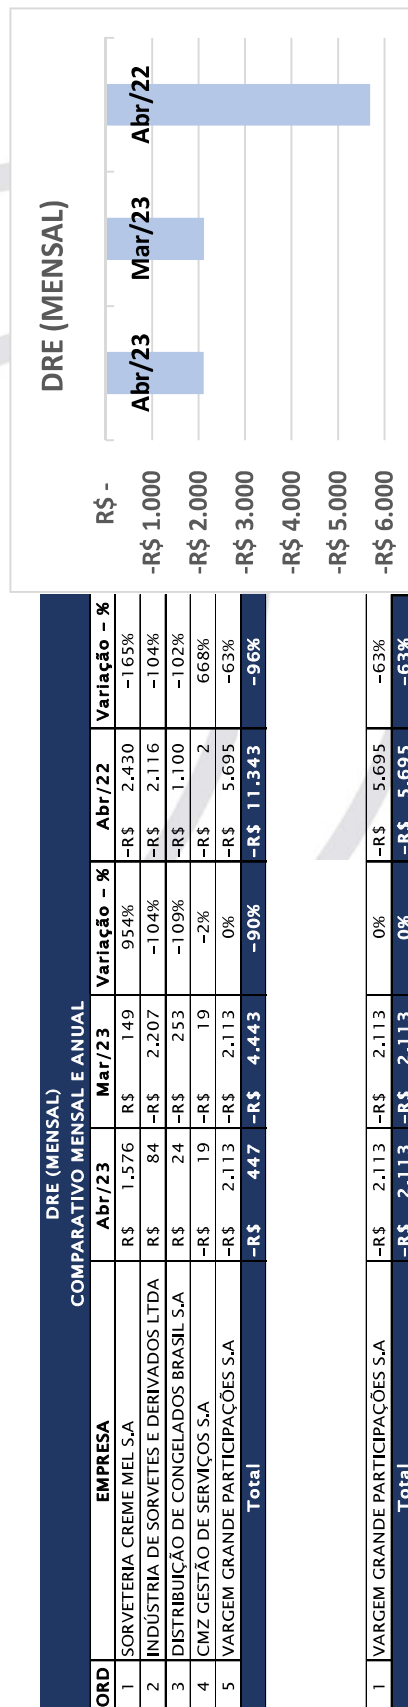 DRE (MENSAL)
COMPARATIVO MENSAL E ANUAL
ORD EMPRESA Abr/23 Mar/23 Variação - % Abr/22 Variação - %
1 SORVETERIA CREME MEL S.A R$ 1.576 R$ 149 954% -R$ 2.430 -165%
2 INDÚSTRIA DE SORVETES E DERIVADOS LTDA R$ 84 -R$ 2.207 -104% -R$ 2.116 -104%
3 DISTRIBUIÇÃO DE CONGELADOS BRASIL S.A R$ 24 -R$ 253 -109% -R$ 1.100 -102%
4 CMZ GESTÃO DE SERVIÇOS S.A -R$ 19 -R$ 19 -2% -R$ 2 668%
5 VARGEM GRANDE PARTICIPAÇÕES S.A -R$ 2.113 -R$ 2.113 0% -R$ 5.695 -63%
Total -R$ 447 -R$ 4.443 -90% -R$ 11.343 -96%
1 VARGEM GRANDE PARTICIPAÇÕES S.A -R$ 2.113 -R$ 2.113 0% -R$ 5.695 -63%
Total -R$ 2.113 -R$ 2.113 0% -R$ 5.695 -63%
DRE (MENSAL)
R$ -
-R$ 1.000
-R$ 2.000
-R$ 3.000
-R$ 4.000
-R$ 5.000
-R$ 6.000
Abr/23 Mar/23 Abr/22